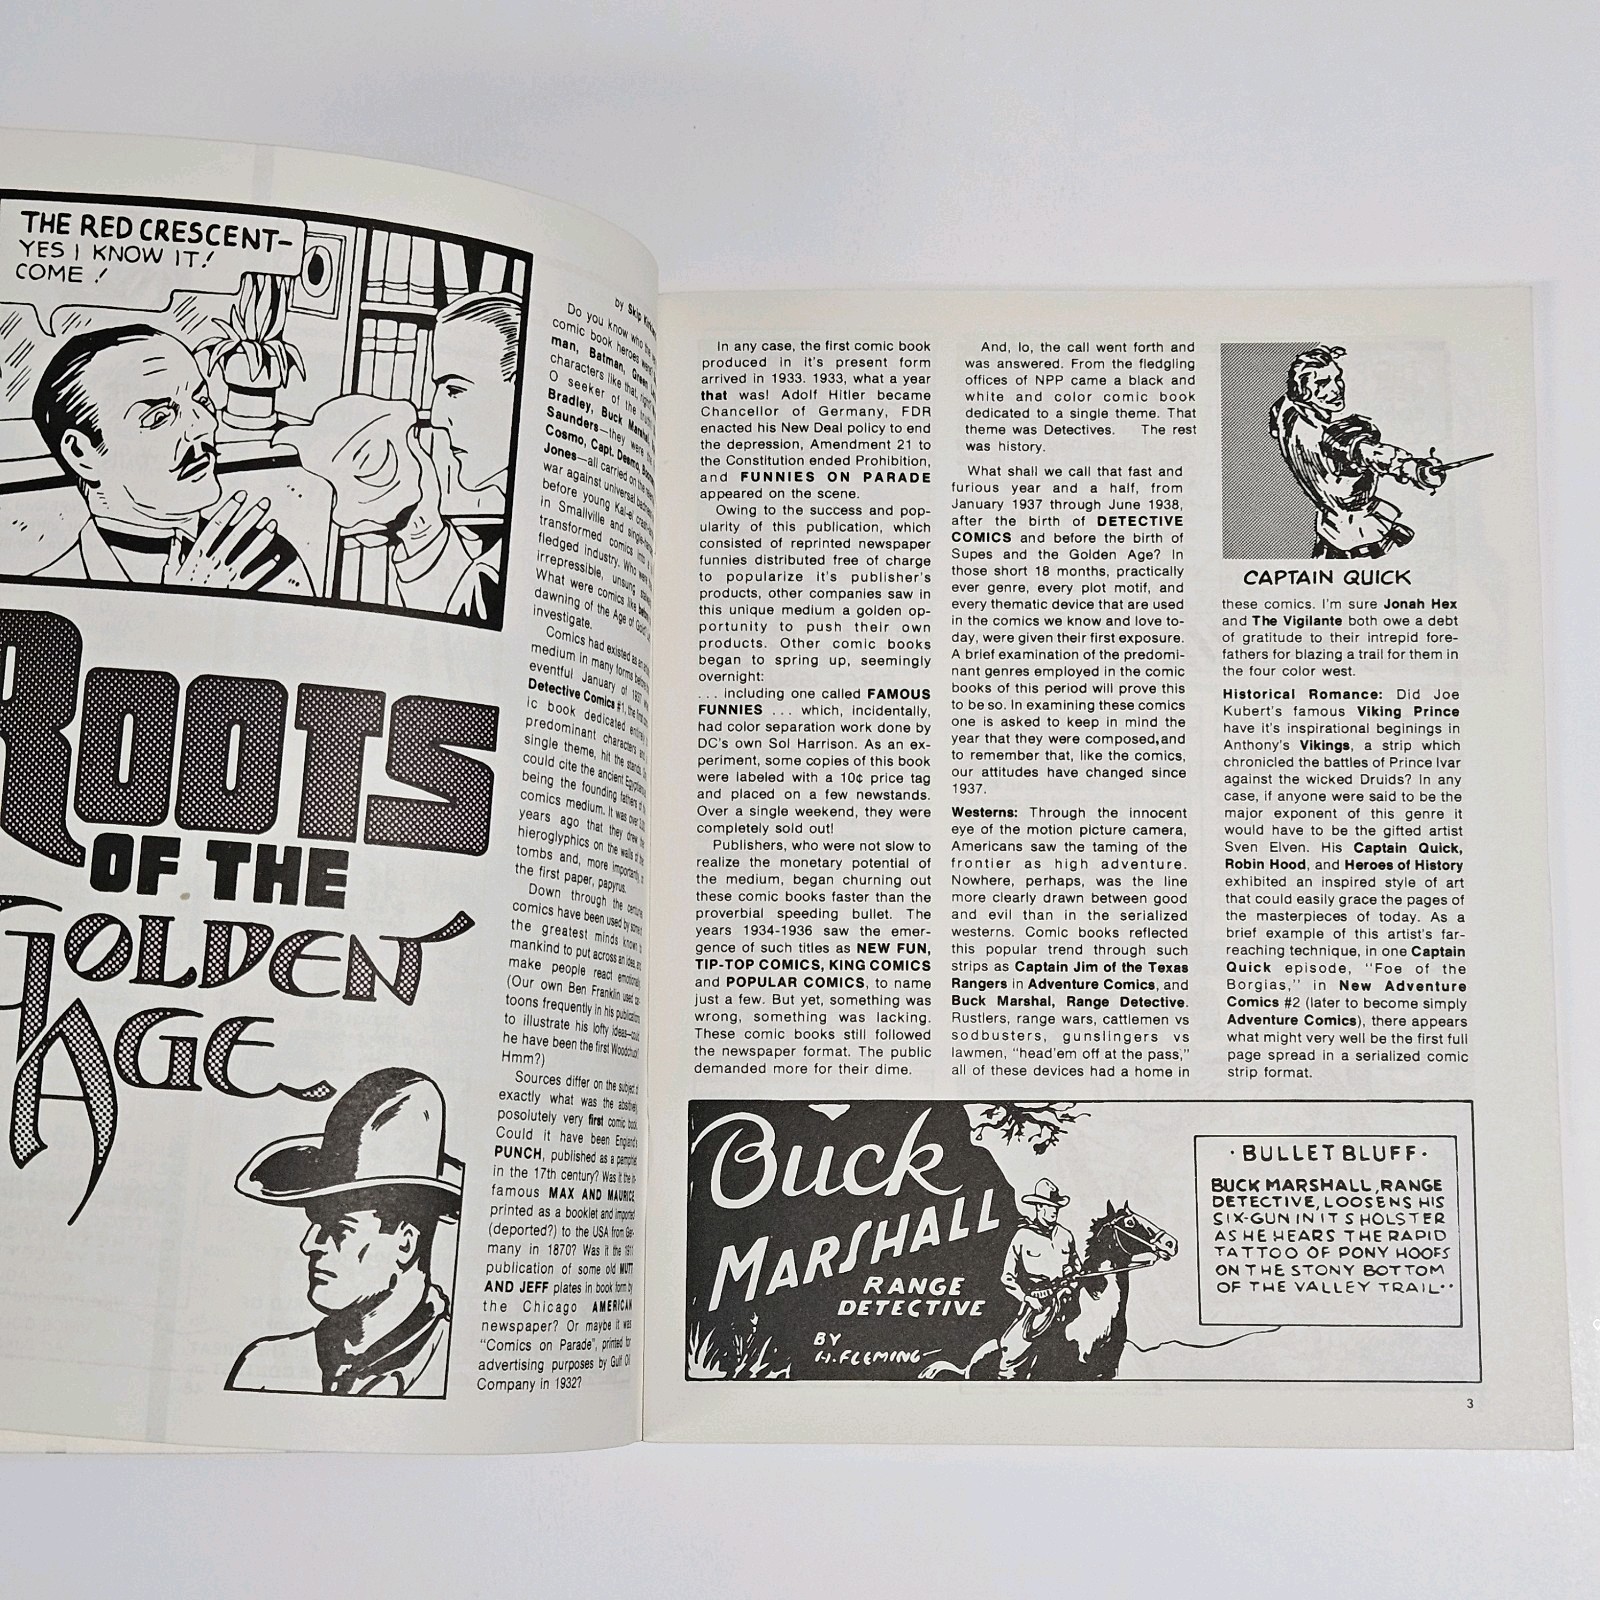 THE RED CRESCENT-
YES I KNOW IT!
COME!
ROOTS
OF THE
GOLDEN
AGE
by Skip
Do you know who the
comic book heroes were
man, Batman, Green
characters like that, right
O seeker of the
Bradley, Buck Marshal,
Saunders—they were the
Cosmo, Capt. Desmo,
Jones—all carried on the
war against universal
before young Kal-el
in Smallville and single-
transformed comics into a
fledged industry. Who were
irrepressible, unsung
What were comics like before
dawning of the Age of Gold?
investigate.
Comics had existed as an
medium in many forms before
eventful January of 1937 when
Detective Comics #1, the first com-
ic book dedicated entirely
predominant characters and
single theme, hit the stands.
could cite the ancient Egyptians
being the founding fathers of
comics medium. It was over
years ago that they drew
hieroglyphics on the walls of
tombs and, more importantly,
the first paper, papyrus.
Down through the centuries
comics have been used by some of
the greatest minds known to
mankind to put across an idea, and
make people react emotionally.
(Our own Ben Franklin used car-
toons frequently in his publications
to illustrate his lofty ideas—could
he have been the first Woodchuck?
Hmm?)
Sources differ on the subject of
exactly what was the absitively
posolutely very first comic book.
Could it have been England's
PUNCH, published as a pamphlet
in the 17th century? Was it the in-
famous MAX AND MAURICE
printed as a booklet and imported
(deported?) to the USA from Ger-
many in 1870? Was it the 1911
publication of some old MUTT
AND JEFF plates in book form by
the Chicago AMERICAN
newspaper? Or maybe it was
"Comics on Parade", printed for
advertising purposes by Gulf Oil
Company in 1932?
In any case, the first comic book
produced in it's present form
arrived in 1933. 1933, what a year
that was! Adolf Hitler became
Chancellor of Germany, FDR
enacted his New Deal policy to end
the depression, Amendment 21 to
the Constitution ended Prohibition,
and FUNNIES ON PARADE
appeared on the scene.
Owing to the success and pop-
ularity of this publication, which
consisted of reprinted newspaper
funnies distributed free of charge
to popularize it's publisher's
products, other companies saw in
this unique medium a golden op-
portunity to push their own
products. Other comic books
began to spring up, seemingly
overnight:
. . . including one called FAMOUS
FUNNIES . . . which, incidentally,
had color separation work done by
DC's own Sol Harrison. As an ex-
periment, some copies of this book
were labeled with a 10¢ price tag
and placed on a few newstands.
Over a single weekend, they were
completely sold out!
Publishers, who were not slow to
realize the monetary potential of
the medium, began churning out
these comic books faster than the
proverbial speeding bullet. The
years 1934-1936 saw the emer-
gence of such titles as NEW FUN,
TIP-TOP COMICS, KING COMICS
and POPULAR COMICS, to name
just a few. But yet, something was
wrong, something was lacking.
These comic books still followed
the newspaper format. The public
demanded more for their dime.
And, lo, the call went forth and
was answered. From the fledgling
offices of NPP came a black and
white and color comic book
dedicated to a single theme. That
theme was Detectives. The rest
was history.
What shall we call that fast and
furious year and a half, from
January 1937 through June 1938,
after the birth of DETECTIVE
COMICS and before the birth of
Supes and the Golden Age? In
those short 18 months, practically
ever genre, every plot motif, and
every thematic device that are used
in the comics we know and love to-
day, were given their first exposure.
A brief examination of the predomi-
nant genres employed in the comic
books of this period will prove this
to be so. In examining these comics
one is asked to keep in mind the
year that they were composed, and
to remember that, like the comics,
our attitudes have changed since
1937.
Westerns: Through the innocent
eye of the motion picture camera,
Americans saw the taming of the
frontier as high adventure.
Nowhere, perhaps, was the line
more clearly drawn between good
and evil than in the serialized
westerns. Comic books reflected
this popular trend through such
strips as Captain Jim of the Texas
Rangers in Adventure Comics, and
Buck Marshal, Range Detective.
Rustlers, range wars, cattlemen vs
sodbusters, gunslingers vs
lawmen, "head'em off at the pass,"
all of these devices had a home in
CAPTAIN QUICK
these comics. I'm sure Jonah Hex
and The Vigilante both owe a debt
of gratitude to their intrepid fore-
fathers for blazing a trail for them in
the four color west.
Historical Romance: Did Joe
Kubert's famous Viking Prince
have it's inspirational beginings in
Anthony's Vikings, a strip which
chronicled the battles of Prince Ivar
against the wicked Druids? In any
case, if anyone were said to be the
major exponent of this genre it
would have to be the gifted artist
Sven Elven. His Captain Quick,
Robin Hood, and Heroes of History
exhibited an inspired style of art
that could easily grace the pages of
the masterpieces of today. As a
brief example of this artist's far-
reaching technique, in one Captain
Quick episode, "Foe of the
Borgias," in New Adventure
Comics #2 (later to become simply
Adventure Comics), there appears
what might very well be the first full
page spread in a serialized comic
strip format.
Buck
MARSHALL
RANGE
DETECTIVE
BY
H. FLEMING
· BULLET BLUFF ·
BUCK MARSHALL, RANGE
DETECTIVE, LOOSENS HIS
SIX-GUN IN IT'S HOLSTER
AS HE HEARS THE RAPID
TATTOO OF PONY HOOFS
ON THE STONY BOTTOM
OF THE VALLEY TRAIL··
3